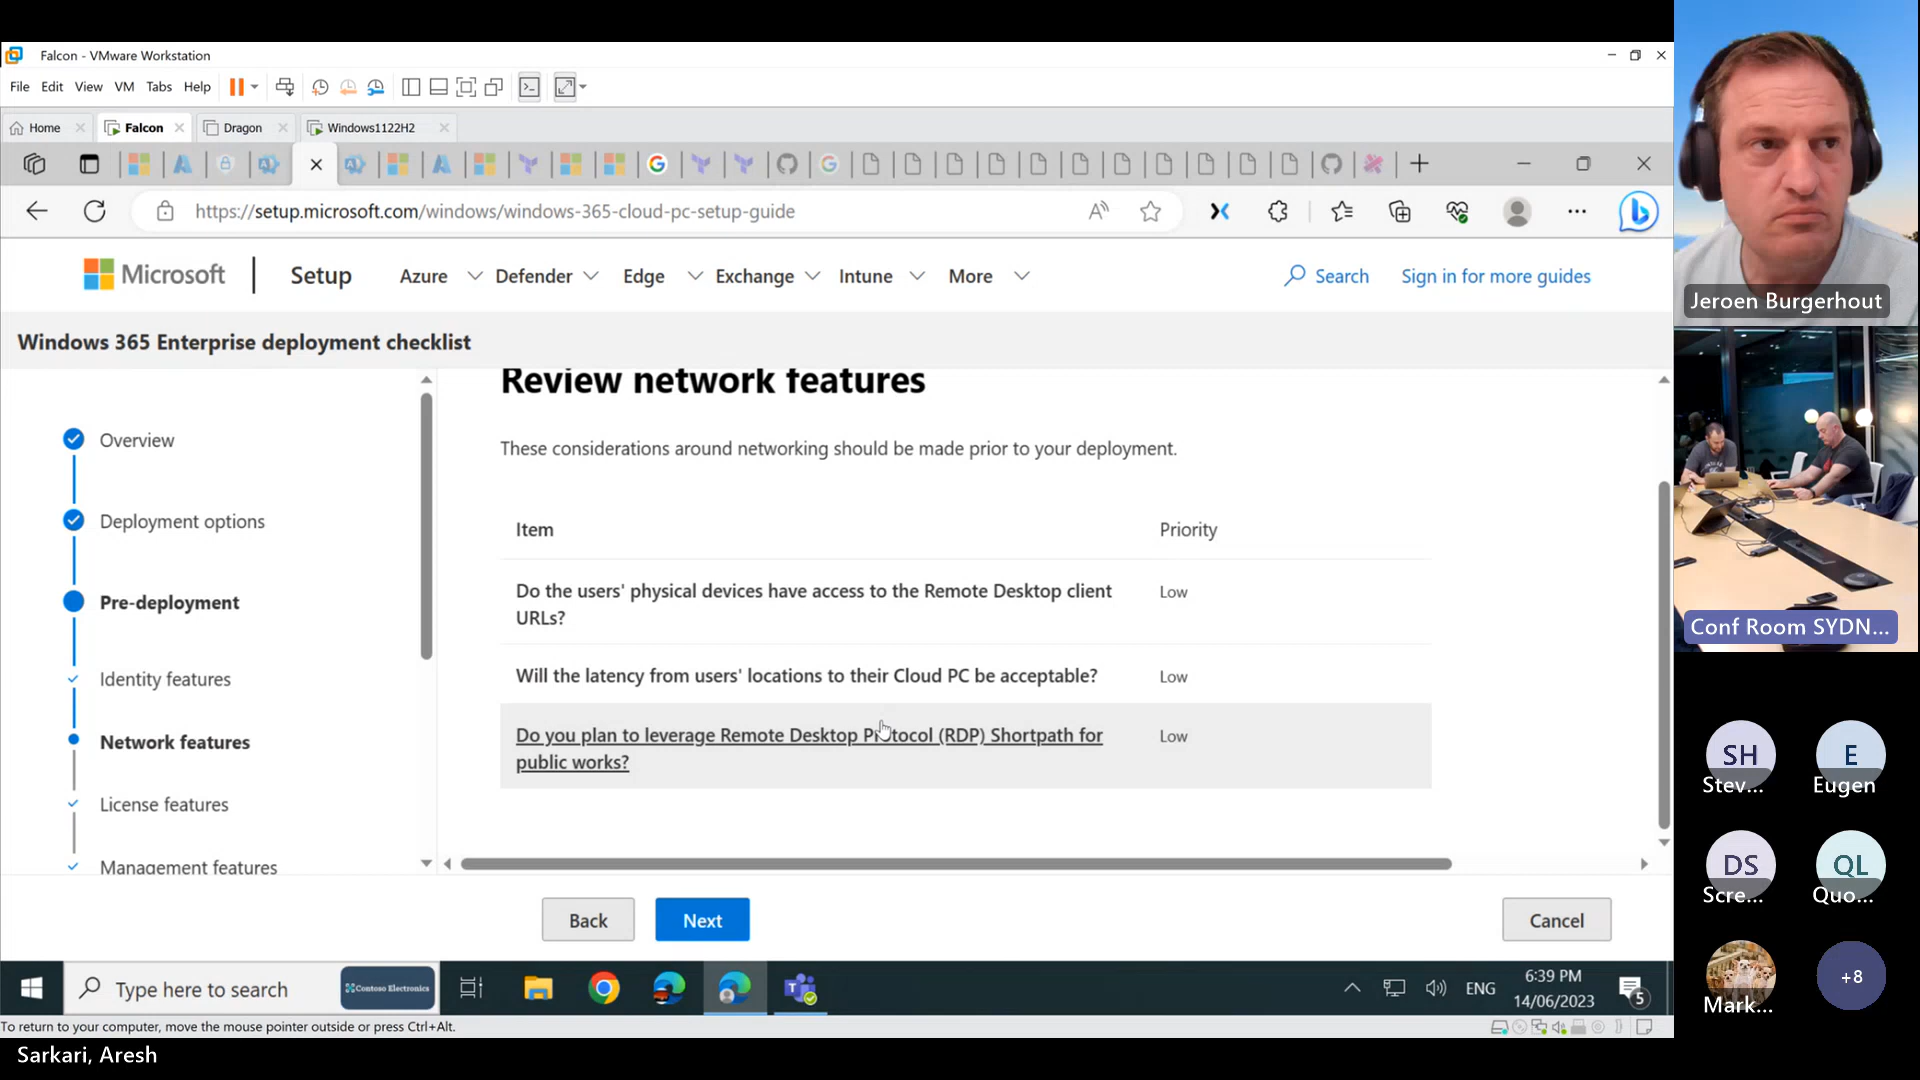 Falcon - VMware Workstation
File Edit View VM Tabs Help
Home Falcon Dragon Windows1122H2
https://setup.microsoft.com/windows/windows-365-cloud-pc-setup-guide
Microsoft Setup Azure Defender Edge Exchange Intune More Search Sign in for more guides
Windows 365 Enterprise deployment checklist
Overview
Deployment options
Pre-deployment
Identity features
Network features
License features
Management features
Review network features
These considerations around networking should be made prior to your deployment.
Item Priority
Do the users' physical devices have access to the Remote Desktop client Low
URLs?
Will the latency from users' locations to their Cloud PC be acceptable? Low
Do you plan to leverage Remote Desktop Protocol (RDP) Shortpath for Low
public works?
Back Next Cancel
Type here to search
Contoso Electronics
ENG
6:39 PM
14/06/2023
5
To return to your computer, move the mouse pointer outside or press Ctrl+Alt.
Sarkari, Aresh
Jeroen Burgerhout
Conf Room SYDN...
SH E
Stev... Eugen
DS QL
Scre... Quo...
Mark...
+8